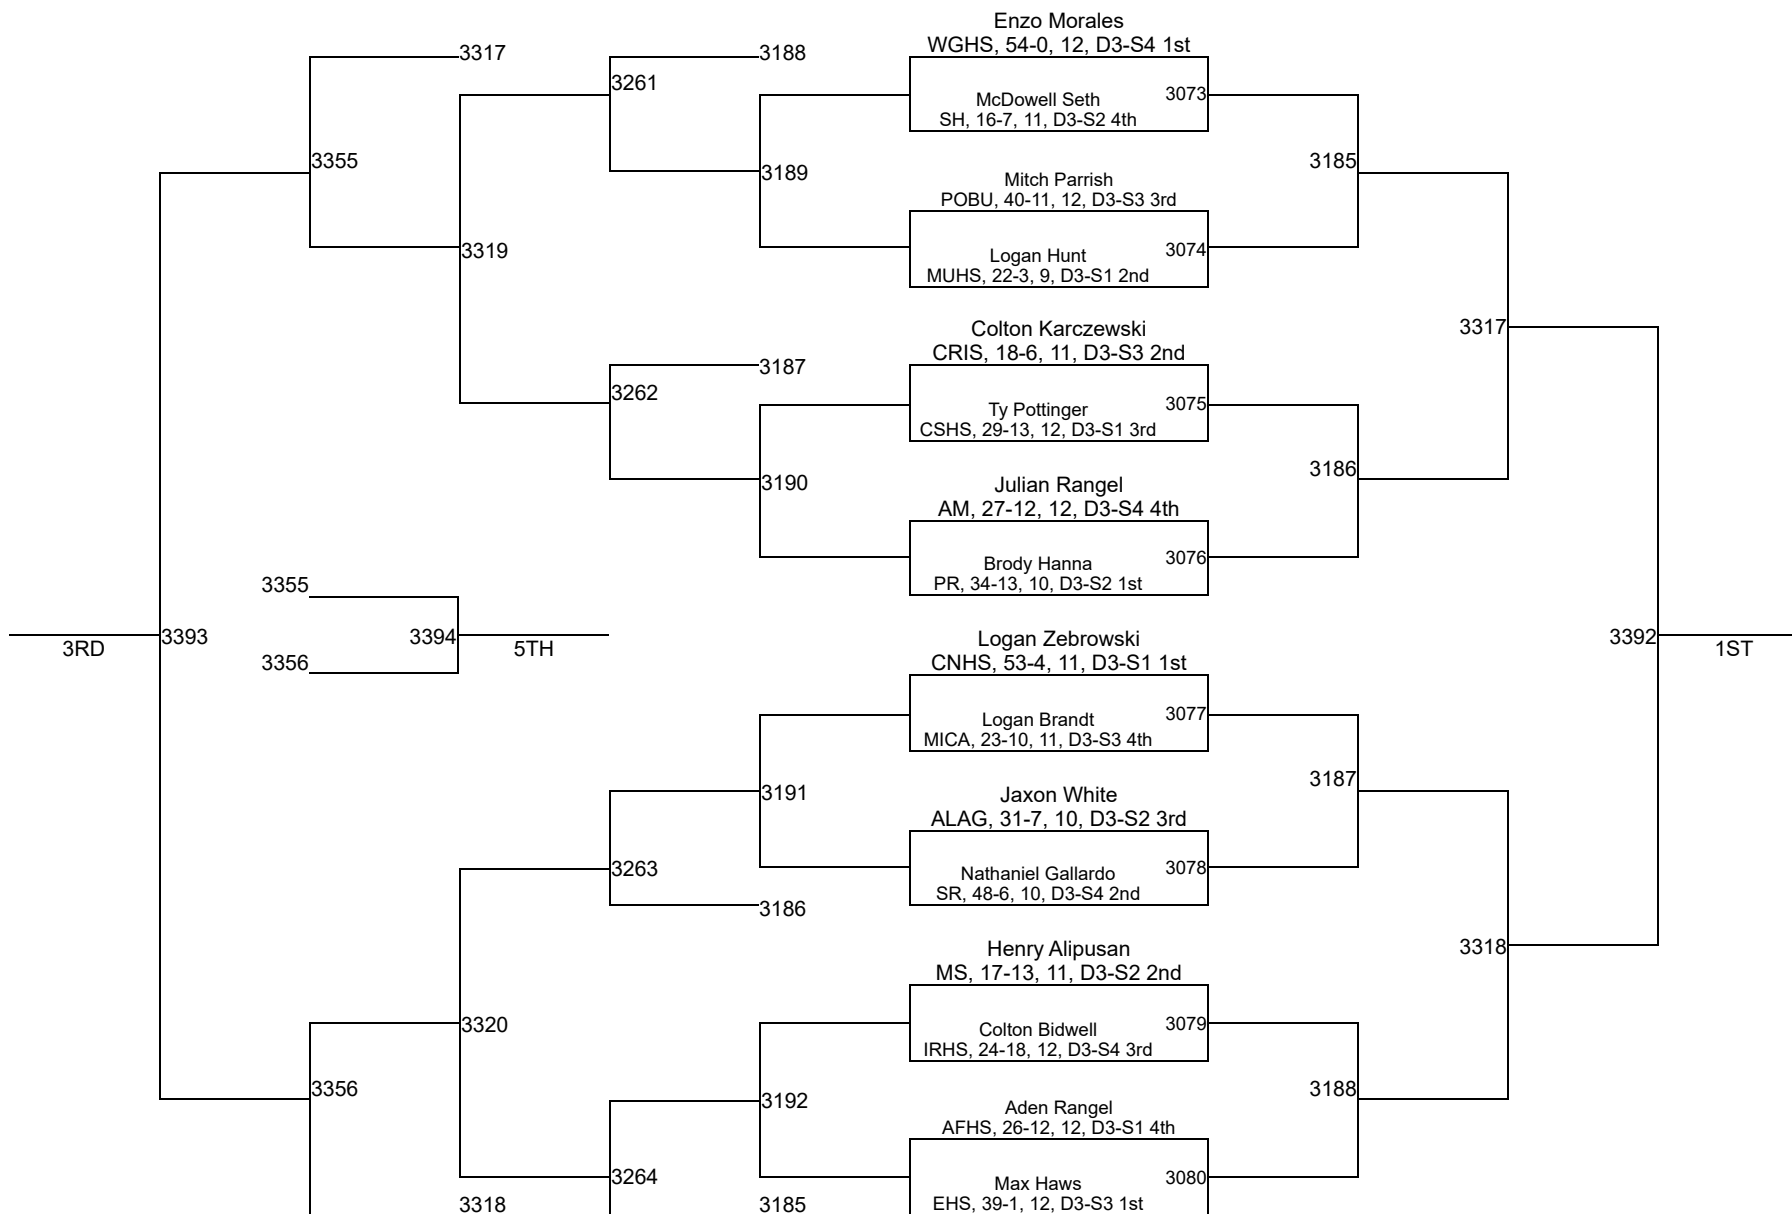 Enzo Morales
3317
3188
WGHS, 54-0, 12, D3-S4 1st
3261
McDowell Seth
3073
SH, 16-7, 11, D3-S2 4th
3355
3189
3185
Mitch Parrish
POBU, 40-11, 12, D3-S3 3rd
3319
Logan Hunt
3074
MUHS, 22-3, 9, D3-S1 2nd
Colton Karczewski
3317
CRIS, 18-6, 11, D3-S3 2nd
3187
3262
Ty Pottinger
3075
CSHS, 29-13, 12, D3-S1 3rd
3190
3186
Julian Rangel
AM, 27-12, 12, D3-S4 4th
Brody Hanna
3076
PR, 34-13, 10, D3-S2 1st
3355
3RD
3393
3394
5TH
3356
Logan Zebrowski
3392
1ST
CNHS, 53-4, 11, D3-S1 1st
Logan Brandt
3077
MICA, 23-10, 11, D3-S3 4th
3191
3187
Jaxon White
ALAG, 31-7, 10, D3-S2 3rd
3263
Nathaniel Gallardo
3078
SR, 48-6, 10, D3-S4 2nd
3186
Henry Alipusan
3318
MS, 17-13, 11, D3-S2 2nd
3320
Colton Bidwell
3079
IRHS, 24-18, 12, D3-S4 3rd
3356
3192
3188
Aden Rangel
AFHS, 26-12, 12, D3-S1 4th
3264
Max Haws
3080
3318
3185
EHS, 39-1, 12, D3-S3 1st